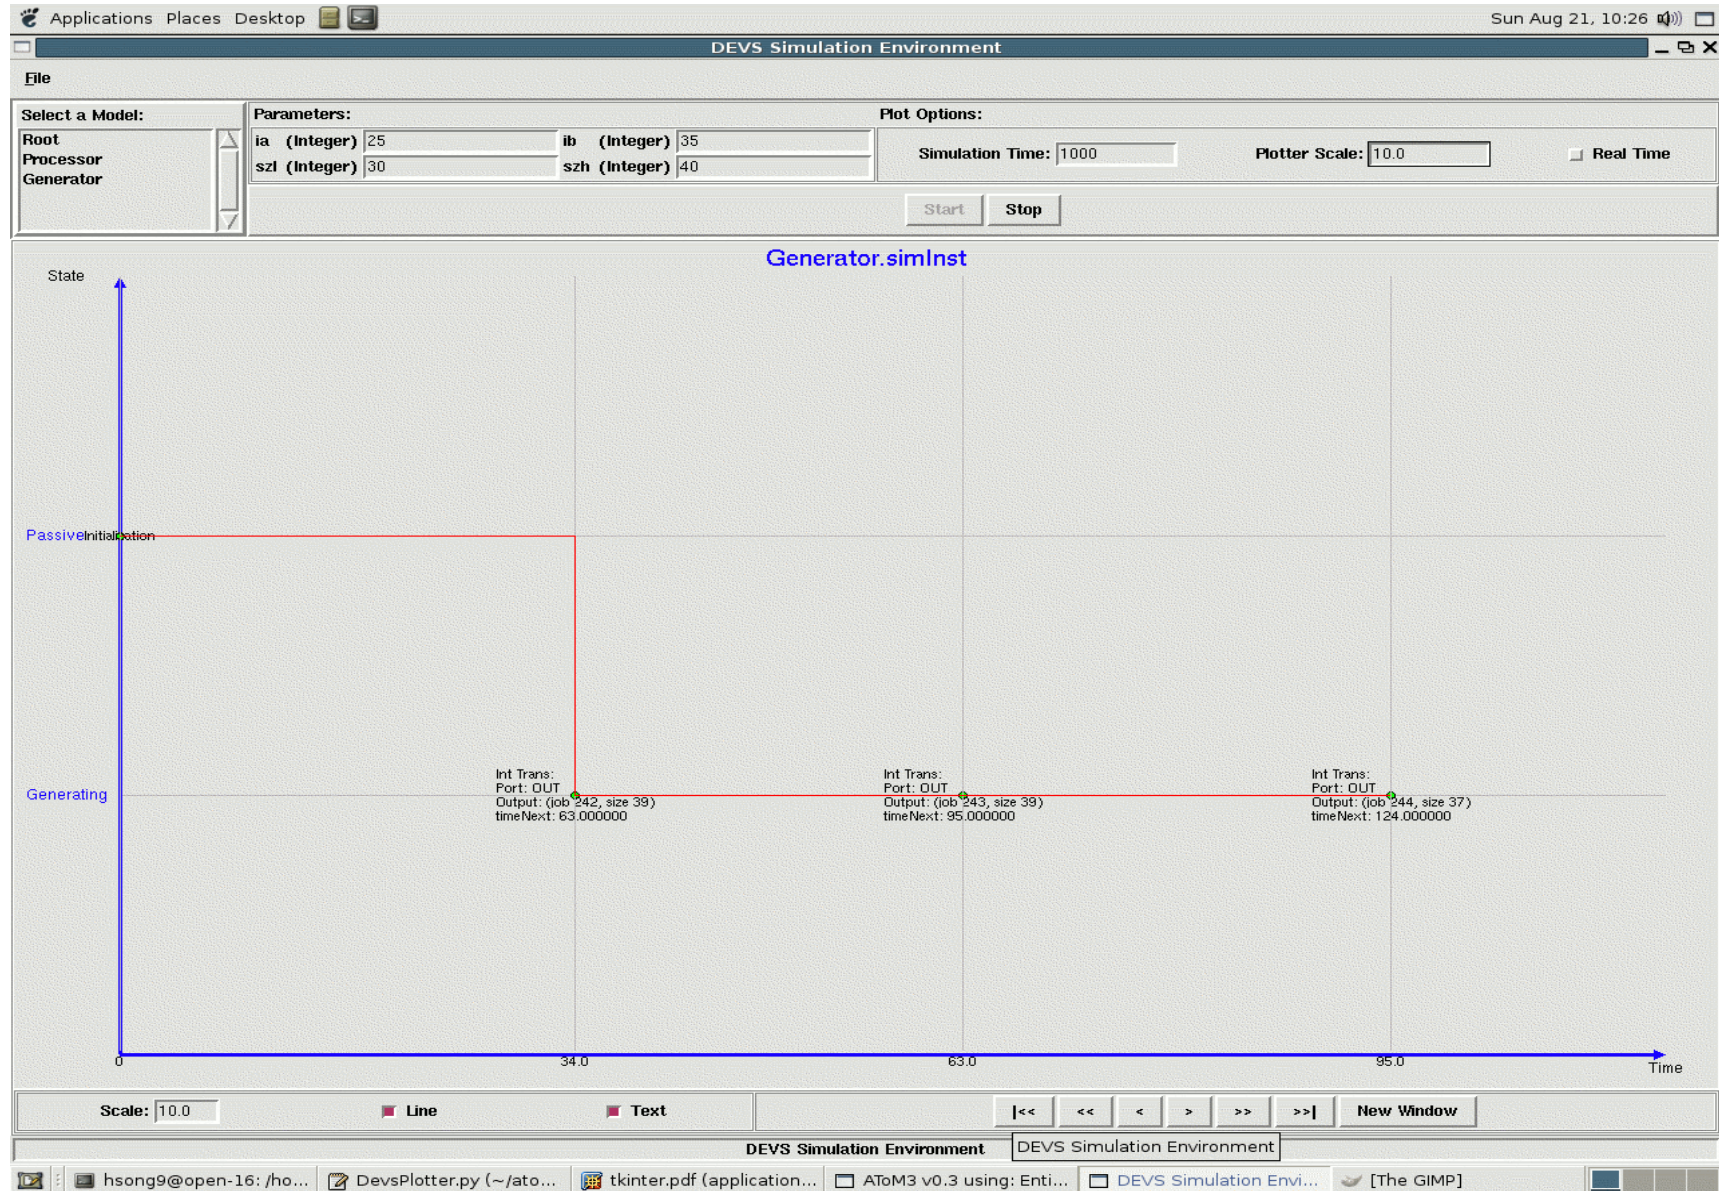 Applications Places Desktop Sun Aug 21, 10:26
DEVS Simulation Environment
File
Select a Model: Parameters: Plot Options:
Root
Processor
Generator
ia (Integer) 25 ib (Integer) 35
szl (Integer) 30 szh (Integer) 40
Simulation Time: 1000 Plotter Scale: 10.0 Real Time
Start Stop
Generator.simInst
State
Passive Initialization
Generating
Int Trans:
Port: OUT
Output: (job 242, size 39)
timeNext: 63.000000
Int Trans:
Port: OUT
Output: (job 243, size 39)
timeNext: 95.000000
Int Trans:
Port: OUT
Output: (job 244, size 37)
timeNext: 124.000000
0 34.0 63.0 95.0
Time
Scale: 10.0 Line Text |<< << < > >> >>| New Window
DEVS Simulation Environment DEVS Simulation Environment
hsong9@open-16: /ho... DevsPlotter.py (~/ato... tkinter.pdf (application... AToM3 v0.3 using: Enti... DEVS Simulation Envi... [The GIMP]